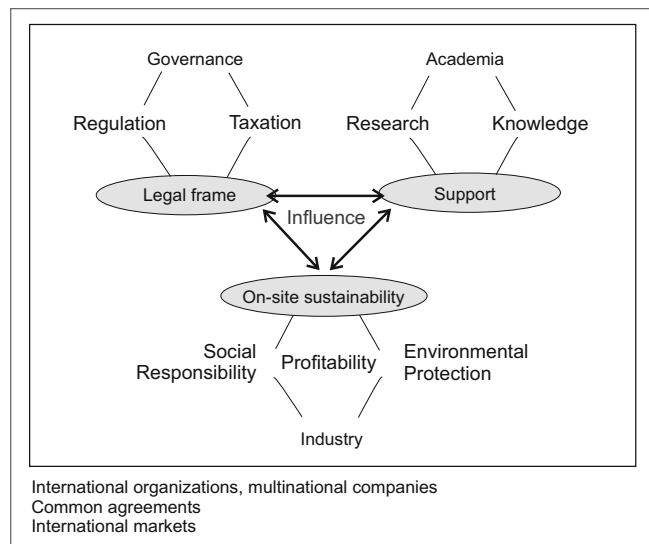 Governance
Academia
Regulation
Taxation
Research
Knowledge
Legal frame
Support
Influence
On-site sustainability
Social
Responsibility
Profitability
Environmental
Protection
Industry
International organizations, multinational companies
Common agreements
International markets